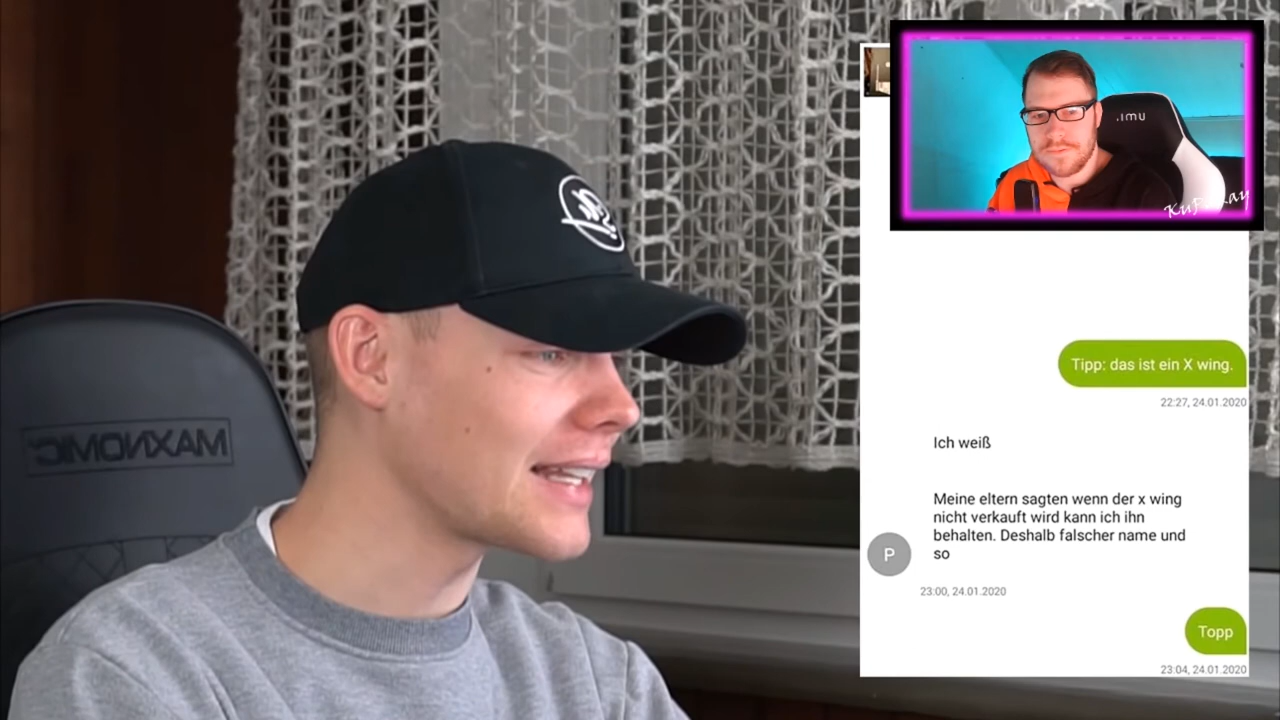 .IMU
Tipp: das ist ein X wing.
22:27, 24.01.2020
Ich weiß
Meine eltern sagten wenn der x wing
nicht verkauft wird kann ich ihn
behalten. Deshalb falscher name und
so
P
23:00, 24.01.2020
MAXNOMIC
Topp
23:04, 24.01.2020